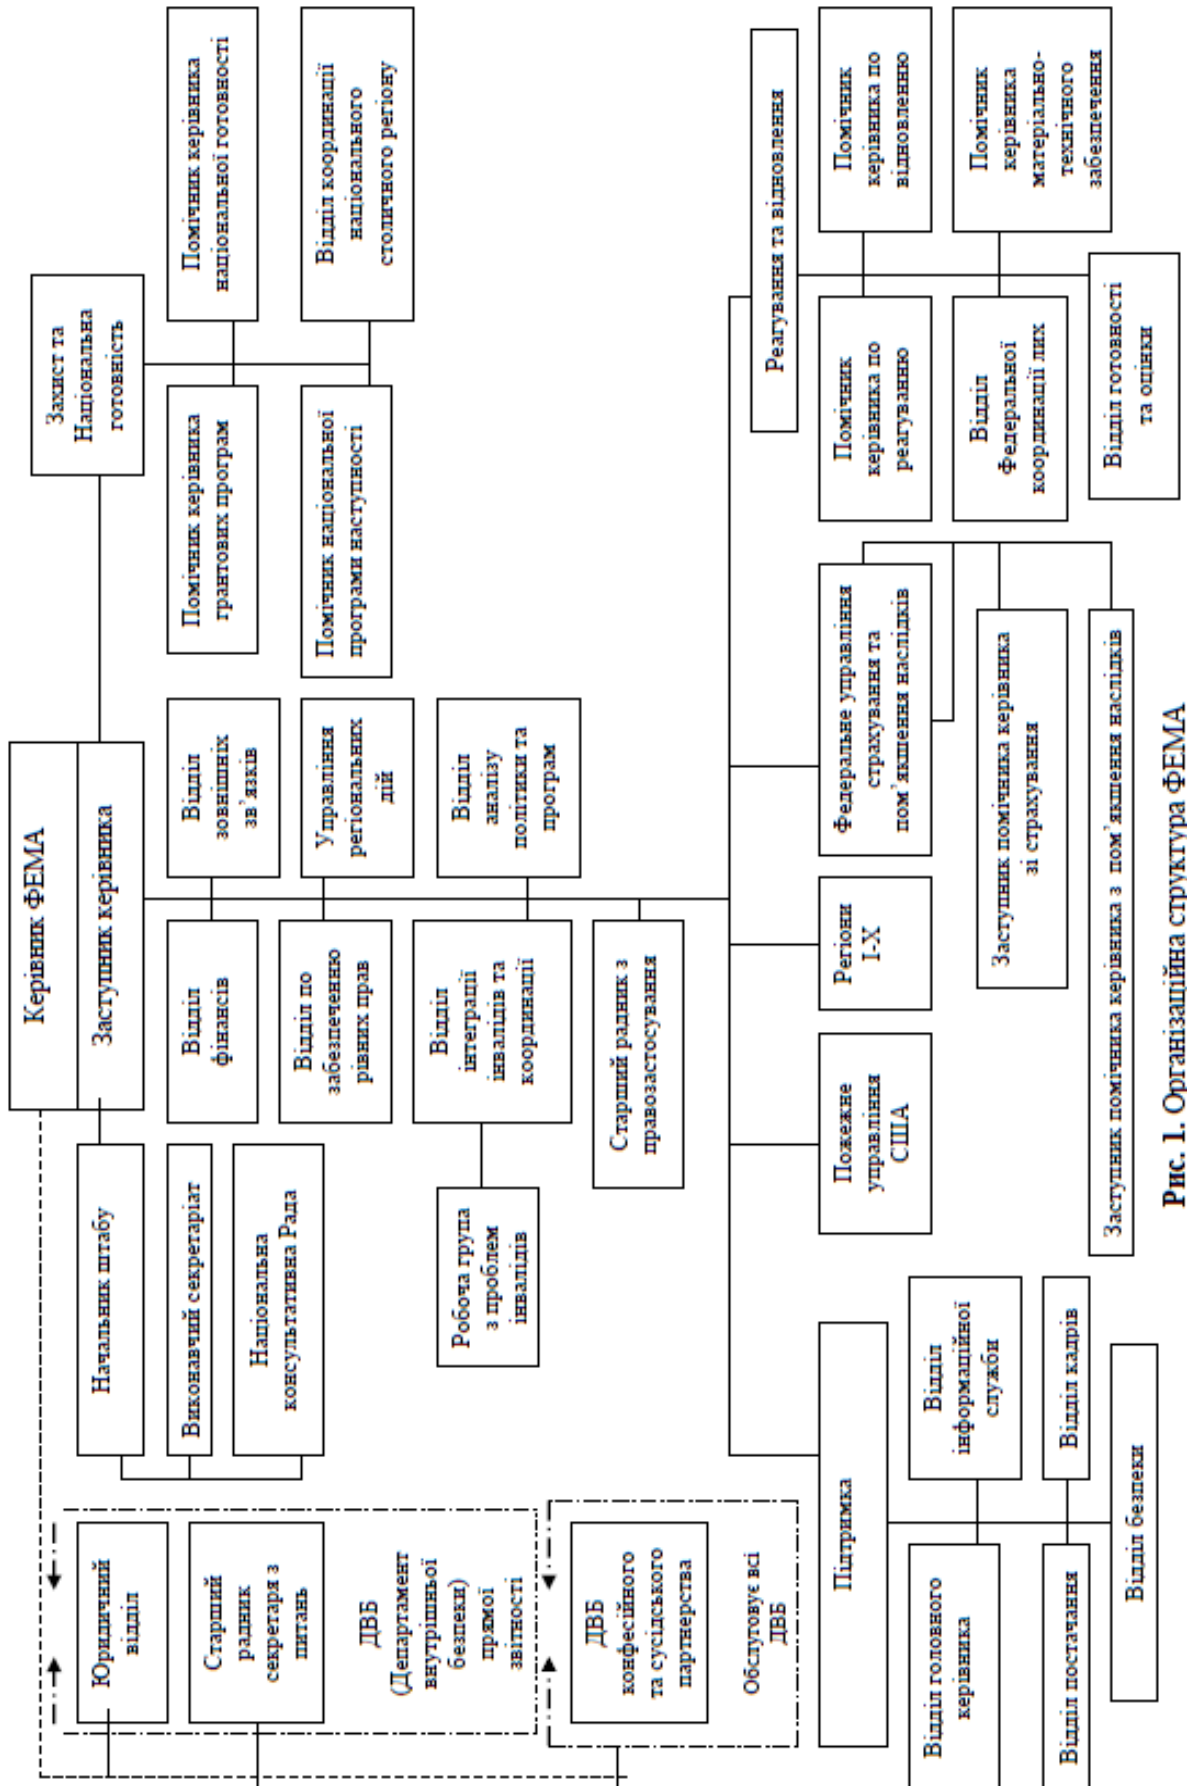 Керівник ФЕМА
Заступник керівника
Захист та
Національна
готовність
Начальник штабу
Виконавчий секретаріат
Національна
консультативна Рада
Юридичний
відділ
Старший
радник
секретаря з
питань
ДВБ
(Департамент
внутрішньої
безпеки)
прямої
звітності
ДВБ
конфесійного
та сусідського
партнерства
Обслуговує всі
ДВБ
Відділ
фінансів
Відділ
зовнішніх
зв’язків
Відділ по
забезпеченню
рівних прав
Управління
регіональних
дій
Робоча група
з проблем
інвалідів
Відділ
інтеграції
інвалідів та
координації
Відділ
аналізу
політики та
програм
Старший радник з
правозастосування
Помічник керівника
грантових програм
Помічник керівника
національної готовності
Помічник національної
програми наступності
Відділ координації
національного
столичного регіону
Підтримка
Відділ головного
керівника
Відділ
інформаційної
служби
Відділ постачання
Відділ кадрів
Відділ безпеки
Пожежне
управління
США
Регіони
I-X
Федеральне управління
страхування та
пом’якшення наслідків
Заступник помічника керівника
зі страхування
Заступник помічника керівника з пом’якшення наслідків
Реагування та відновлення
Помічник
керівника по
реагуванню
Помічник
керівника по
відновленню
Відділ
Федеральної
координації лих
Помічник
керівника
матеріально-
технічного
забезпечення
Відділ готовності
та оцінки
Рис. 1. Організаційна структура ФЕМА